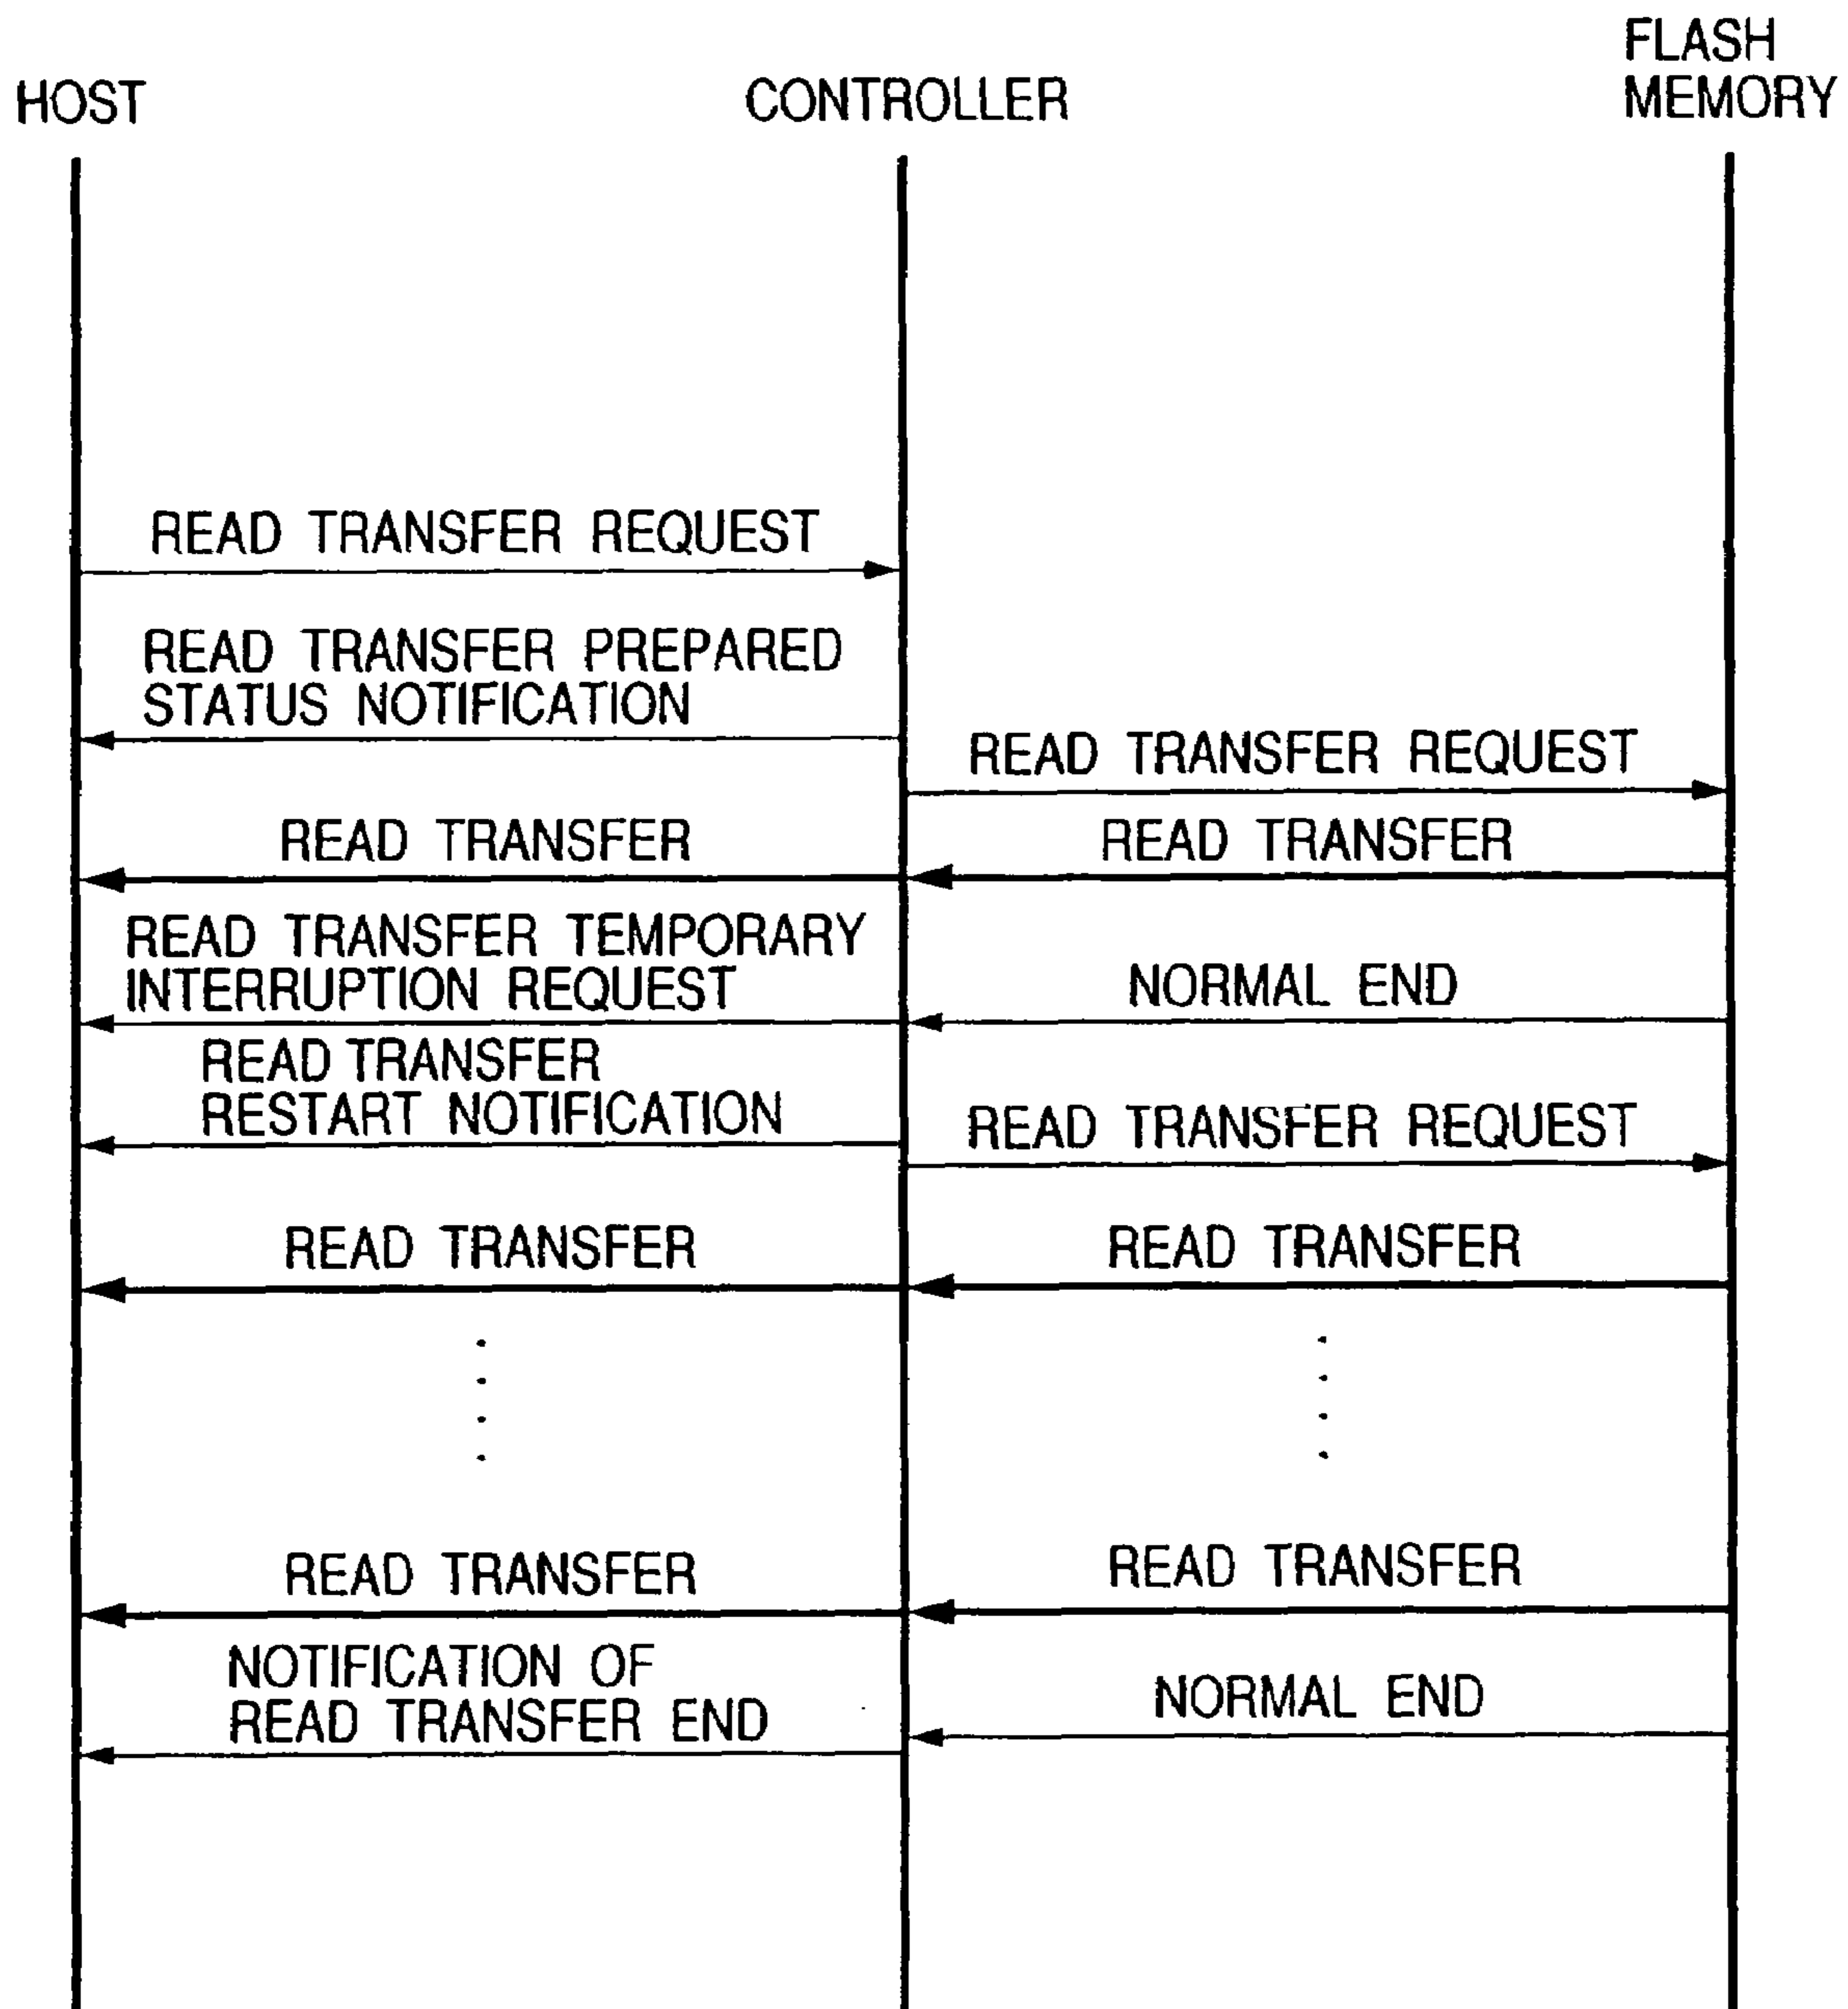 HOST
CONTROLLER
FLASH
MEMORY
READ TRANSFER REQUEST
READ TRANSFER PREPARED
STATUS NOTIFICATION
READ TRANSFER REQUEST
READ TRANSFER
READ TRANSFER
READ TRANSFER TEMPORARY
INTERRUPTION REQUEST
NORMAL END
READ TRANSFER
RESTART NOTIFICATION
READ TRANSFER REQUEST
READ TRANSFER
READ TRANSFER
READ TRANSFER
READ TRANSFER
NOTIFICATION OF
READ TRANSFER END
NORMAL END